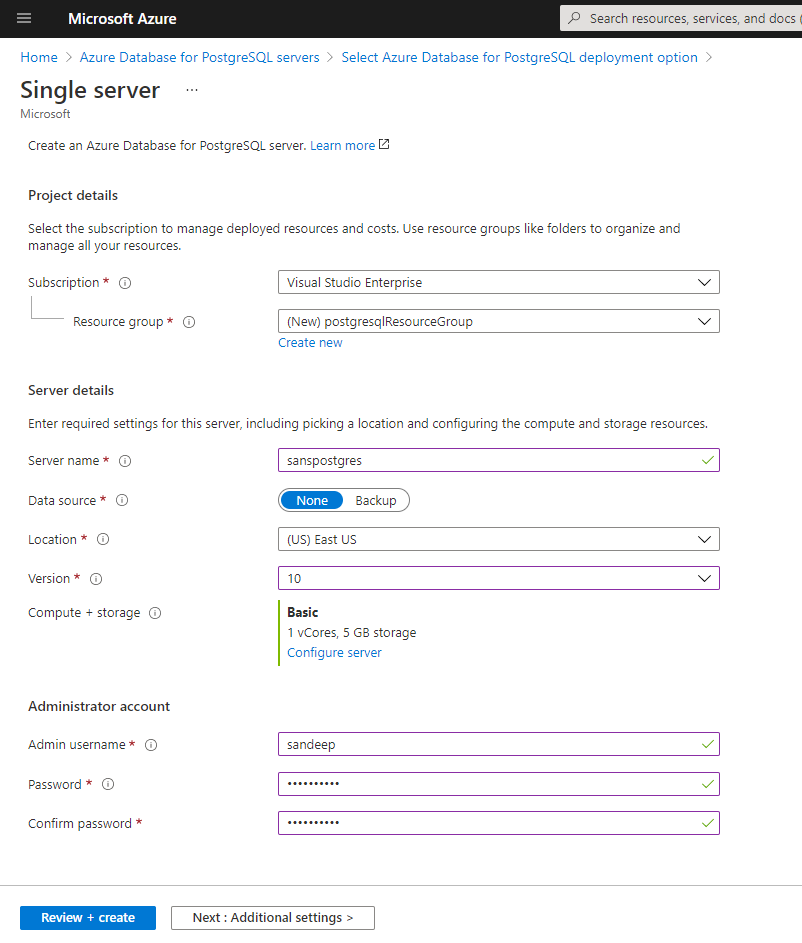 Microsoft Azure
Search resources, services, and docs (
Home > Azure Database for PostgreSQL servers > Select Azure Database for PostgreSQL deployment option >
Single server ...
Microsoft
Create an Azure Database for PostgreSQL server. Learn more
Project details
Select the subscription to manage deployed resources and costs. Use resource groups like folders to organize and
manage all your resources.
Subscription *
Visual Studio Enterprise
Resource group *
(New) postgresqlResourceGroup
Create new
Server details
Enter required settings for this server, including picking a location and configuring the compute and storage resources.
Server name *
sanspostgres
Data source *
None Backup
Location *
(US) East US
Version *
10
Compute + storage
Basic
1 vCores, 5 GB storage
Configure server
Administrator account
Admin username *
sandeep
Password *
••••••••••
Confirm password *
••••••••••
Review + create
Next : Additional settings >